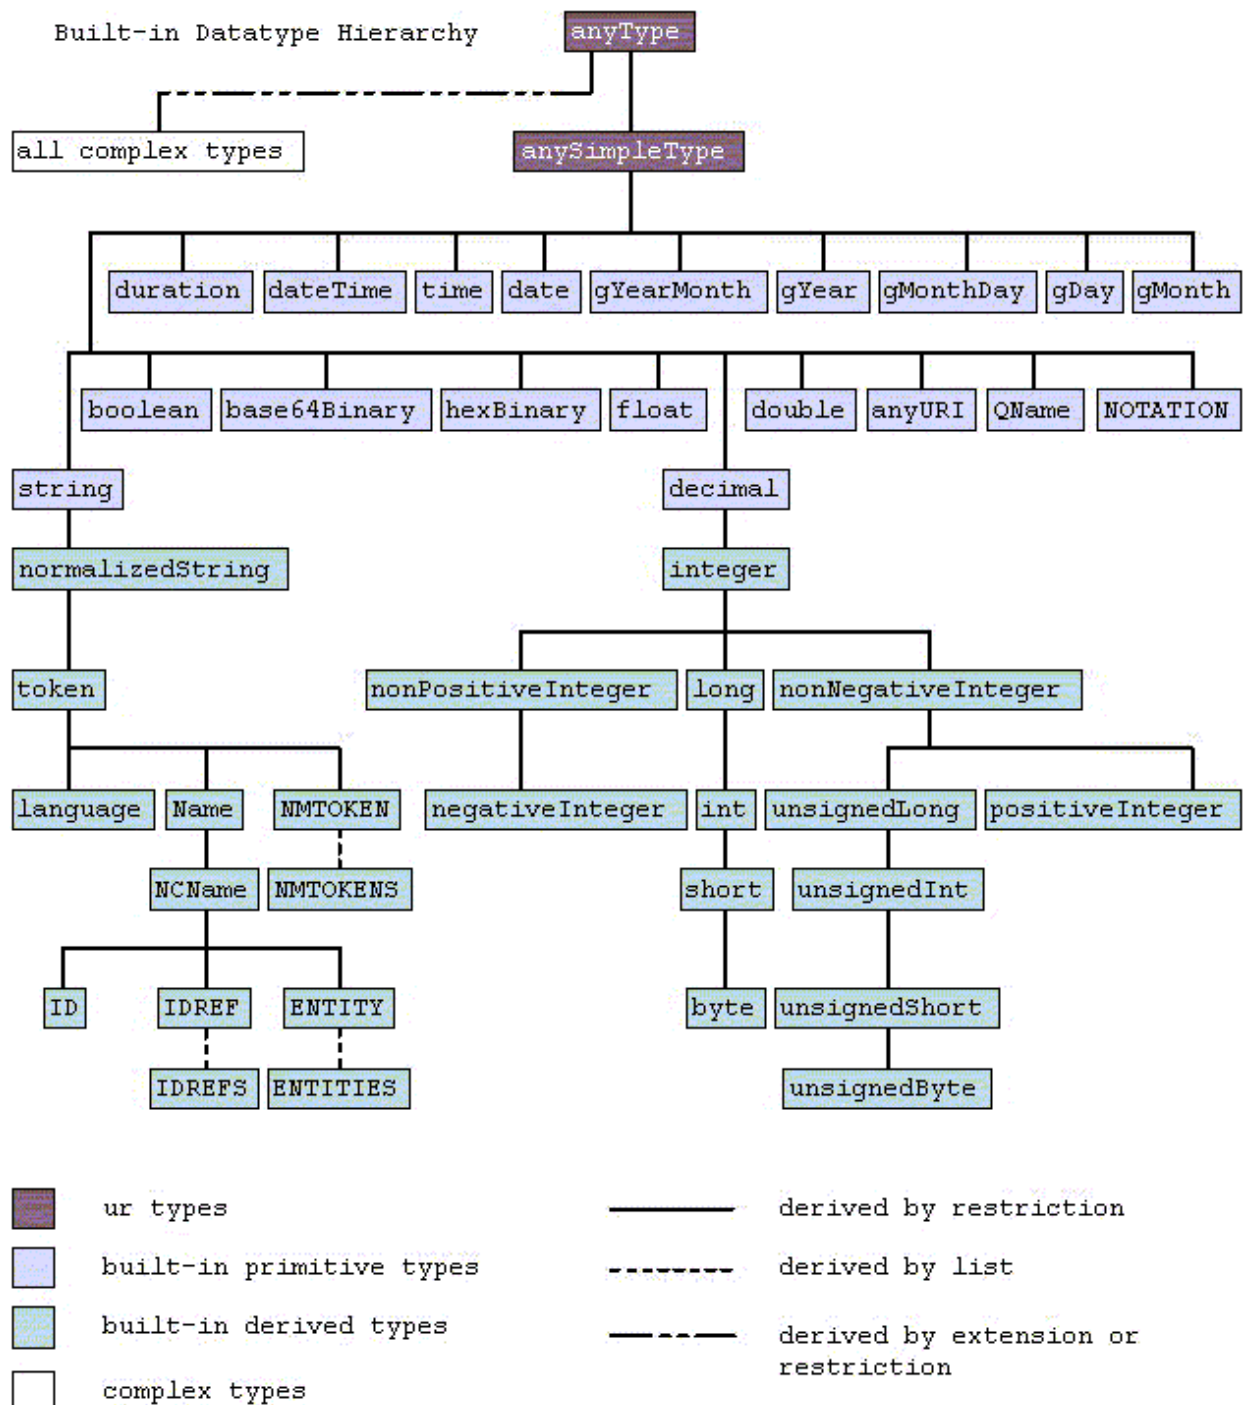 Built-in Datatype Hierarchy
anyType
all complex types
anySimpleType
duration dateTime time date gYearMonth gYear gMonthDay gDay gMonth
boolean base64Binary hexBinary float double anyURI QName NOTATION
string decimal
normalizedString integer
token nonPositiveInteger long nonNegativeInteger
language Name NMTOKEN negativeInteger int unsignedLong positiveInteger
NCName NMTOKENS short unsignedInt
ID IDREF ENTITY byte unsignedShort
IDREFS ENTITIES unsignedByte
ur types derived by restriction
built-in primitive types derived by list
built-in derived types derived by extension or
restriction
complex types